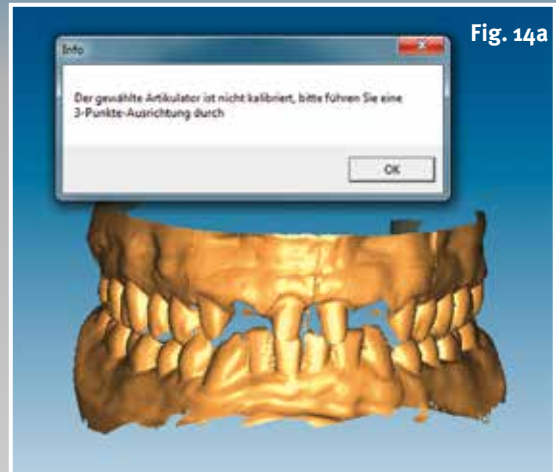 Fig. 14a
Info
Der gewählte Artikulator ist nicht kalibriert, bitte führen Sie eine
3-Punkte-Ausrichtung durch
OK